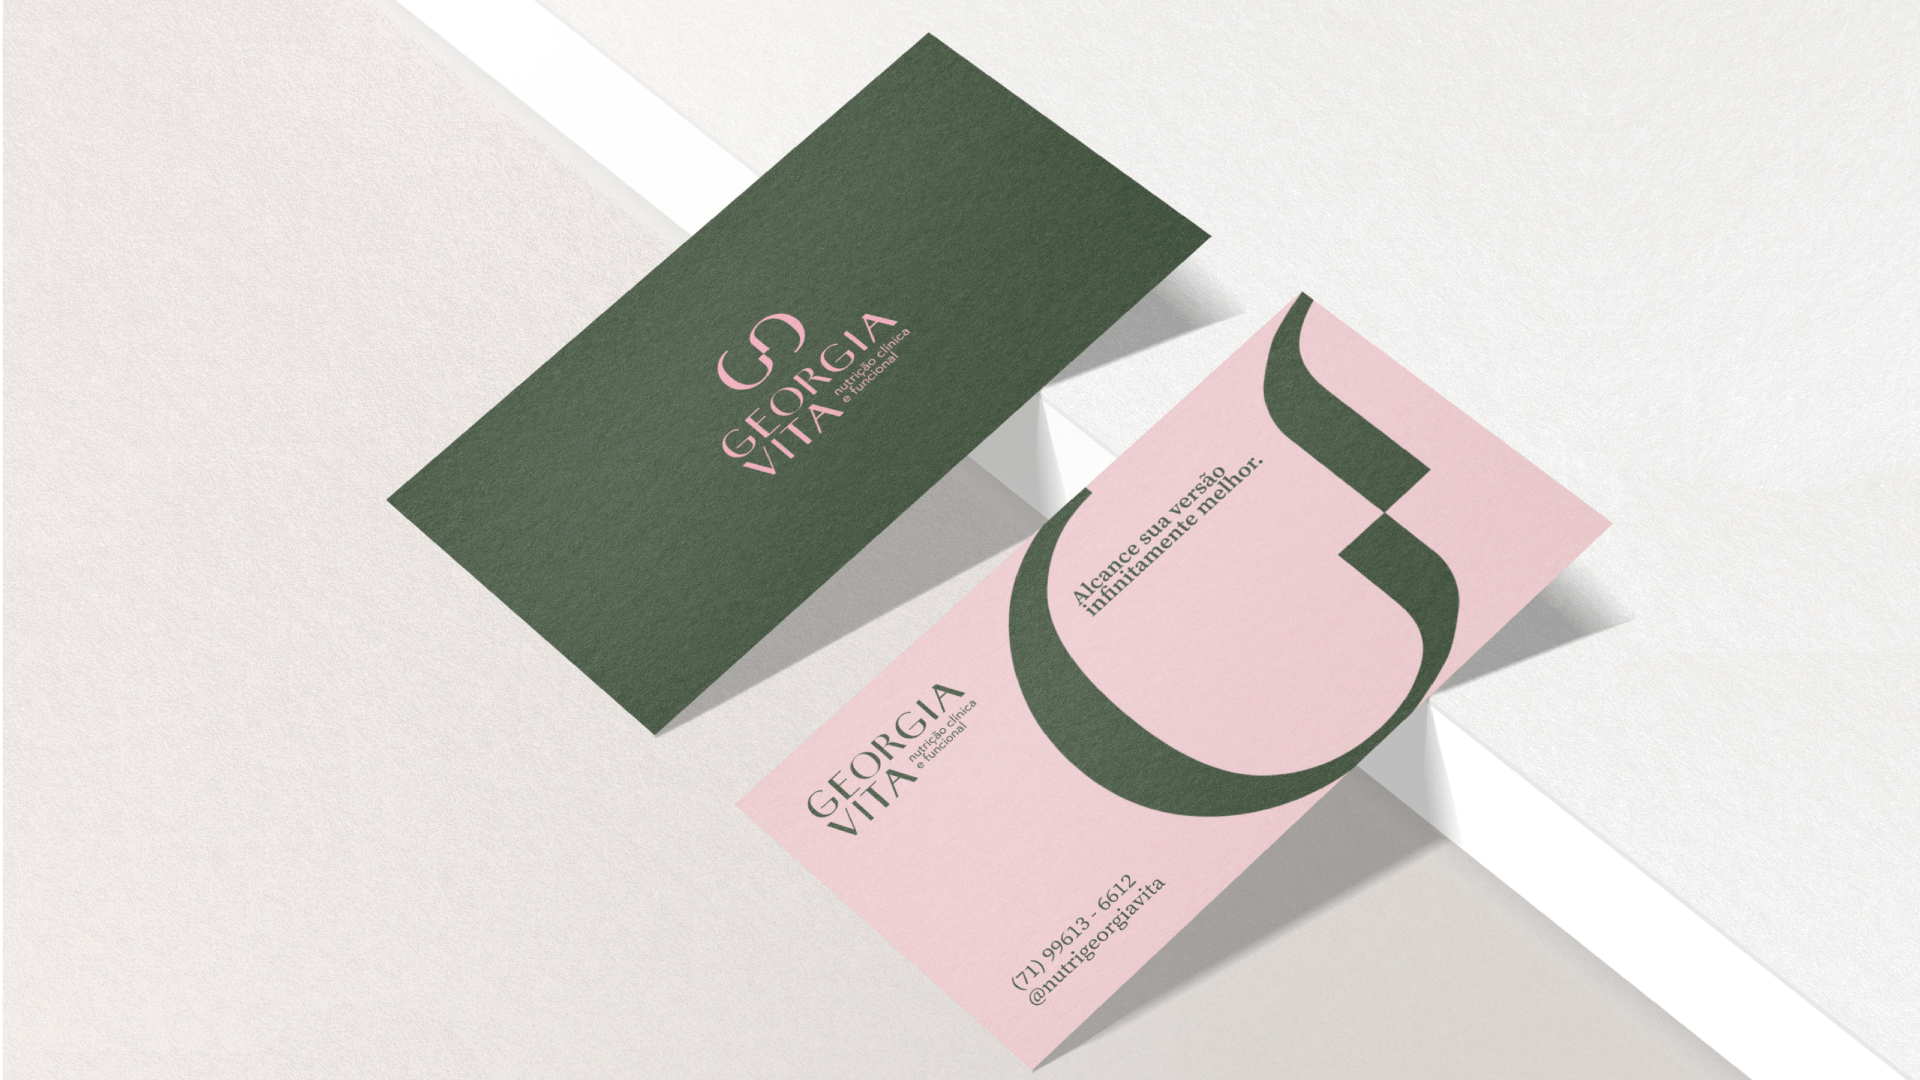 GEORGIA
VITA
nutrição clínica
e funcional
Alcance sua versão
infinitamente melhor.
GEORGIA
VITA
nutrição clínica
e funcional
(71) 99613 - 6612
@nutrigeorgiavita